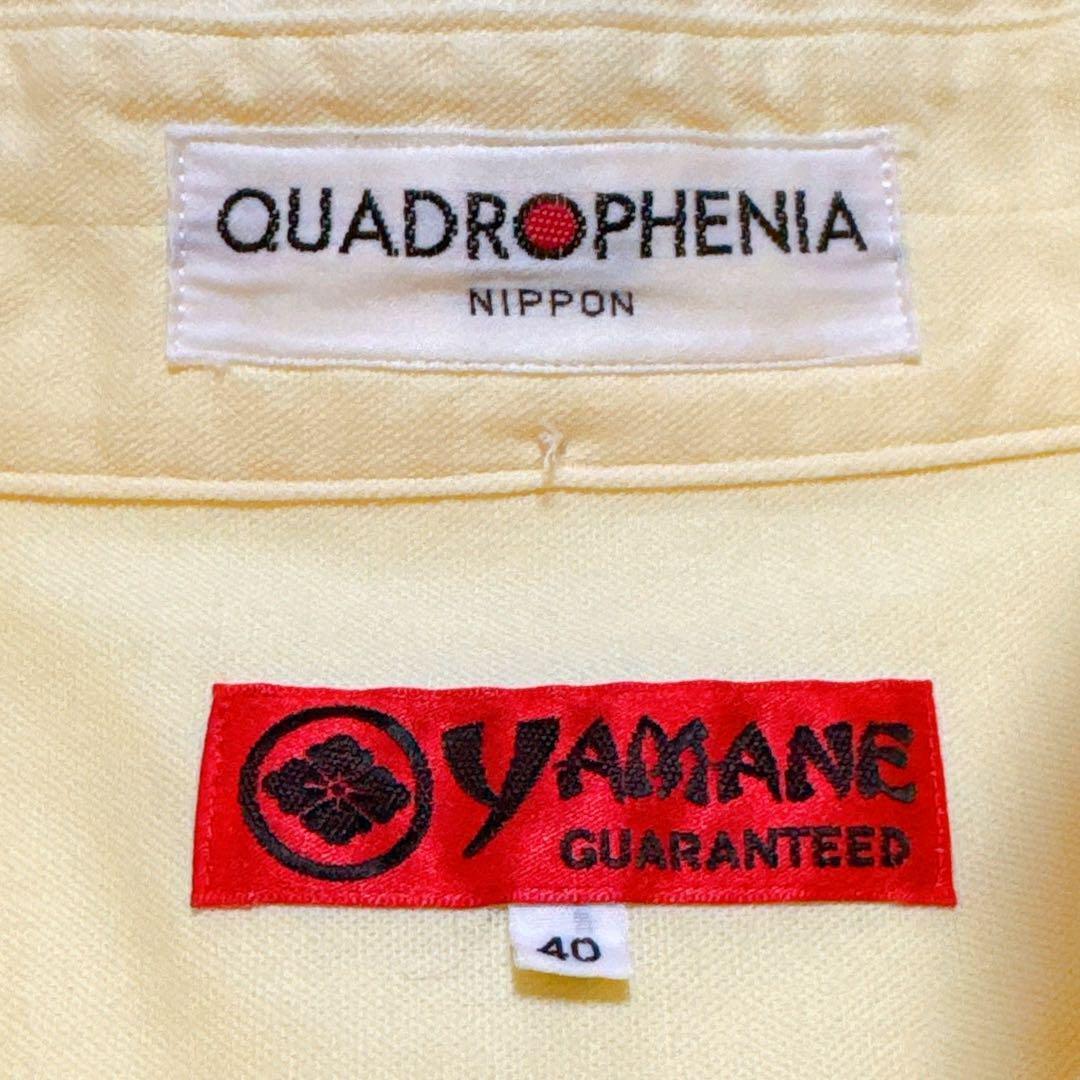 QUADROPHENIA
NIPPON
YAMANE
GUARANTEED
40